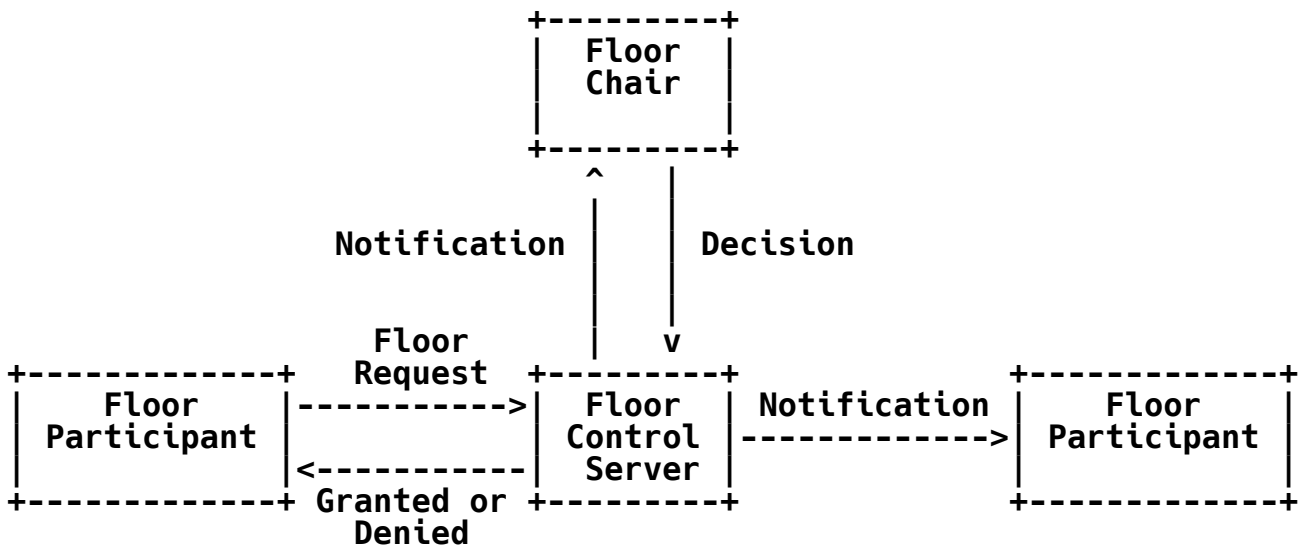 +---------+
|  Floor  |
|  Chair  |
|         |
+---------+
^    |
|    |
Notification |    | Decision
|    |
|    |
Floor      |    v
+-------------+  Request  +---------+              +-------------+
|    Floor    |----------->|  Floor  | Notification |    Floor    |
| Participant |            | Control |------------->| Participant |
|             |<-----------|  Server |              |             |
+-------------+ Granted or +---------+              +-------------+
Denied